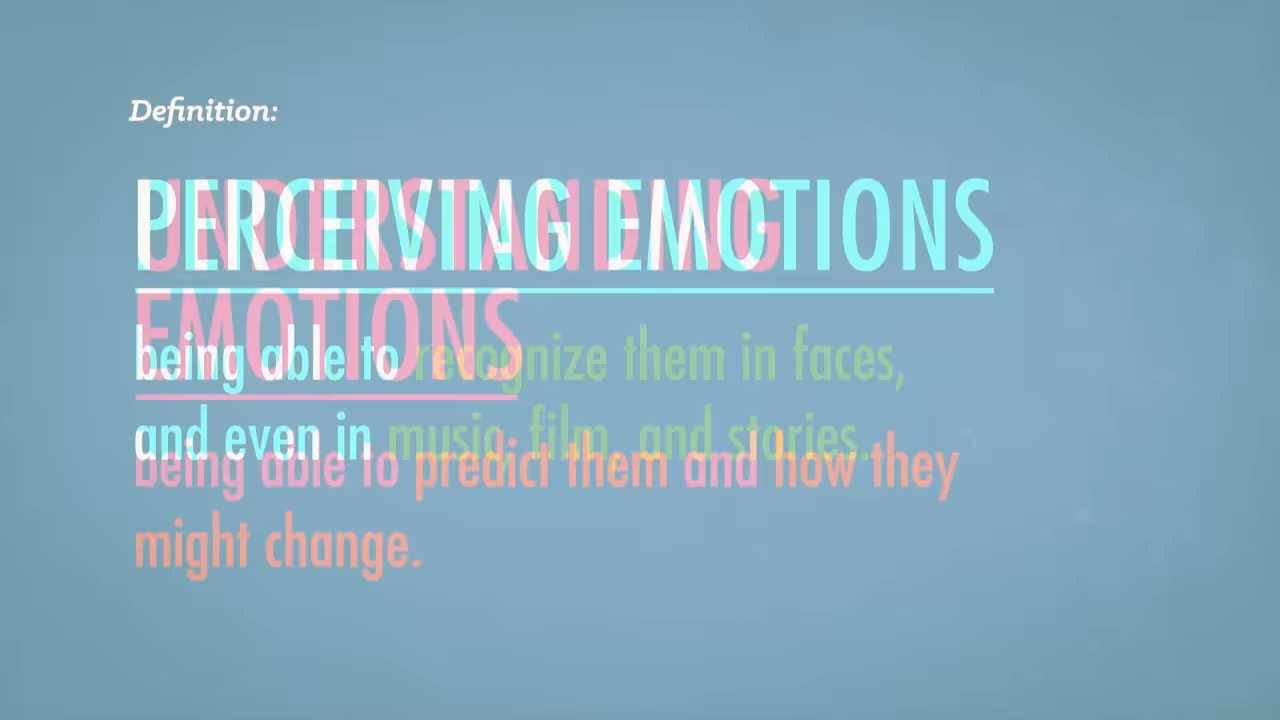 Definition:
PERCEIVING EMOTIONS
being able to recognize them in faces,
and even in music, film, and stories.
UNDERSTANDING
EMOTIONS
being able to predict them and how they
might change.